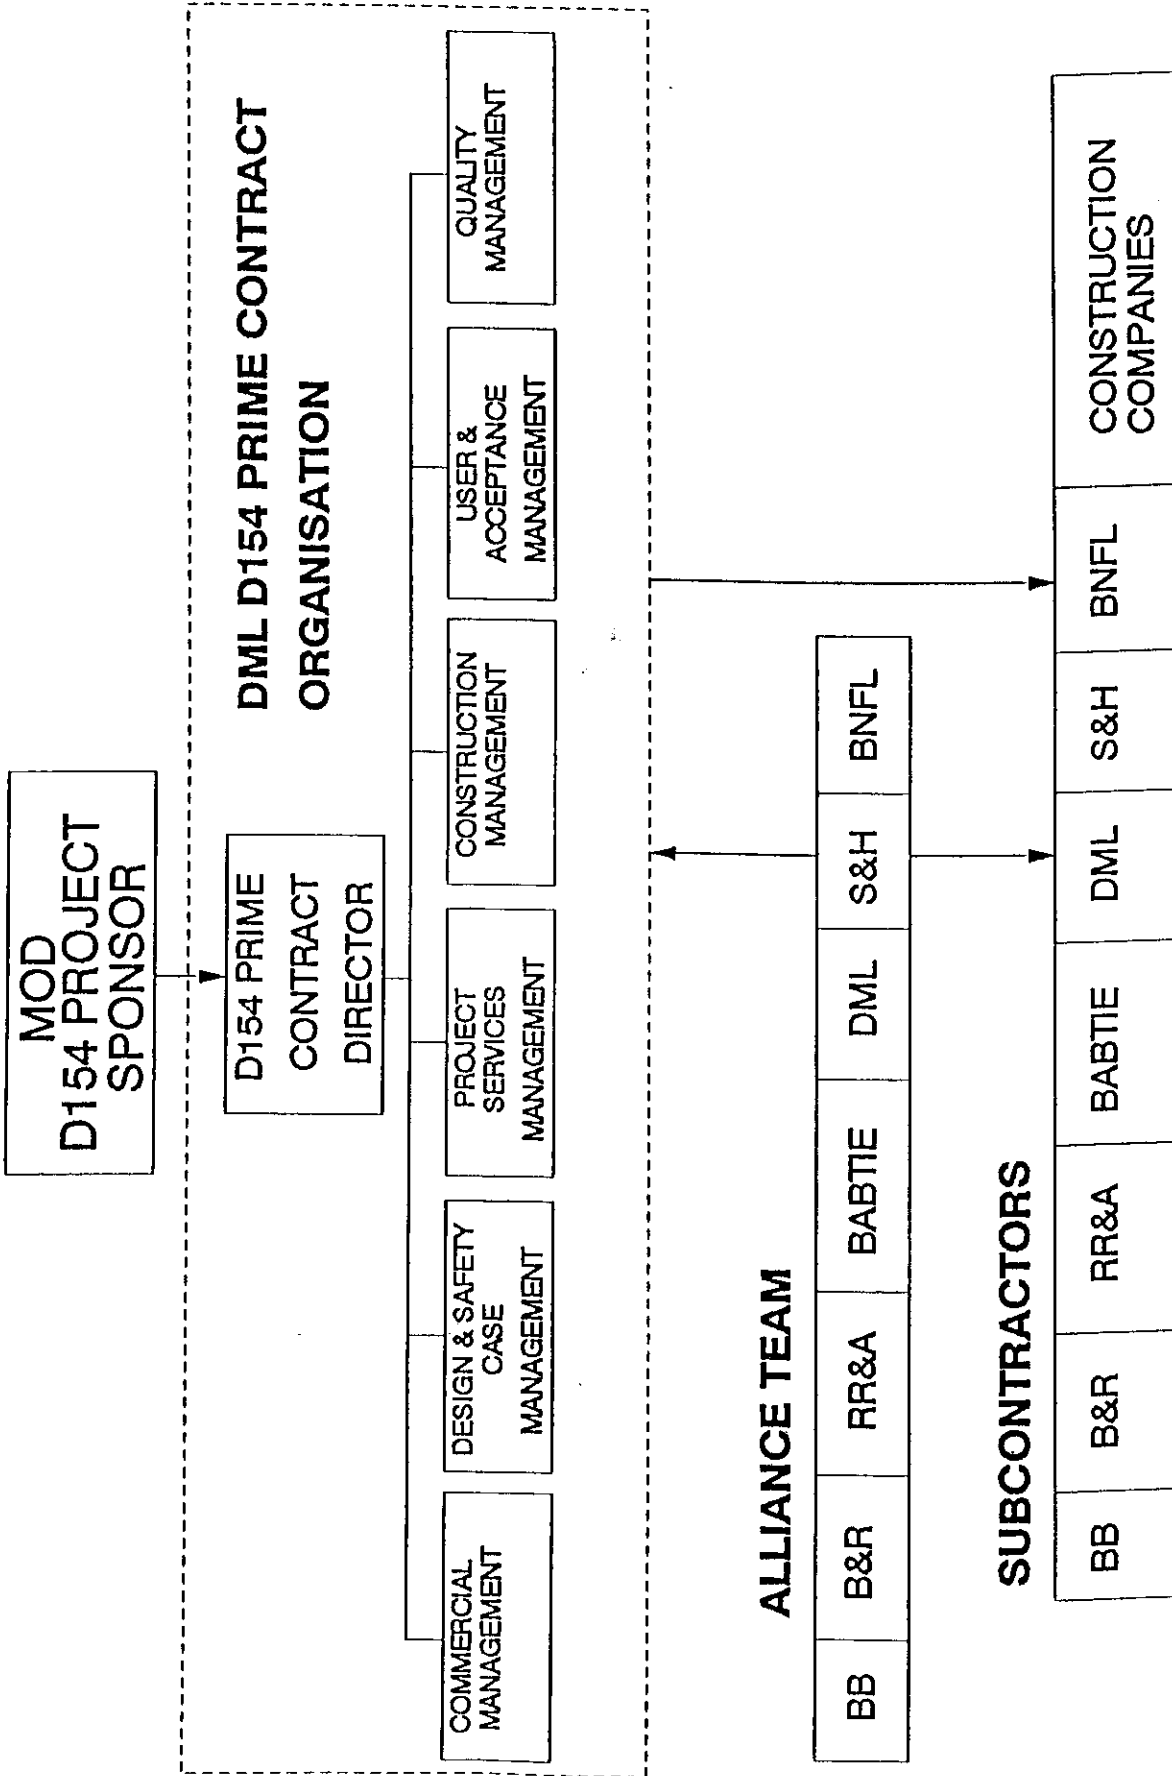 MOD
D154 PROJECT
SPONSOR
D154 PRIME
CONTRACT
DIRECTOR
DML D154 PRIME CONTRACT
ORGANISATION
COMMERCIAL
MANAGEMENT
DESIGN & SAFETY
CASE
MANAGEMENT
PROJECT
SERVICES
MANAGEMENT
CONSTRUCTION
MANAGEMENT
USER &
ACCEPTANCE
MANAGEMENT
QUALITY
MANAGEMENT
ALLIANCE TEAM
BB B&R RR&A BABTIE DML S&H BNFL
SUBCONTRACTORS
BB B&R RR&A BABTIE DML S&H BNFL CONSTRUCTION
COMPANIES